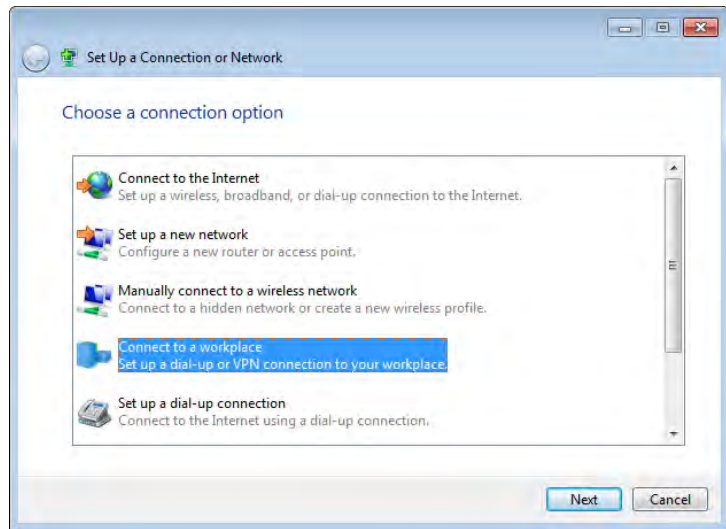 Set Up a Connection or Network
Choose a connection option
Connect to the Internet
Set up a wireless, broadband, or dial-up connection to the Internet.
Set up a new network
Configure a new router or access point.
Manually connect to a wireless network
Connect to a hidden network or create a new wireless profile.
Connect to a workplace
Set up a dial-up or VPN connection to your workplace.
Set up a dial-up connection
Connect to the Internet using a dial-up connection.
Next Cancel